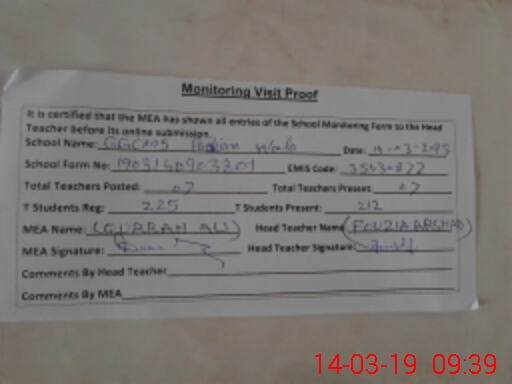 Monitoring Visit Proof
It is certified that the MEA has shown all entries of the School Monitoring Form to the Head
Teacher before its online submission.
School Name: GGCMS Date:
School Form No: EMIS Code:
Total Teachers Posted: 07 Total Teachers Present: 07
T Students Reg: 225 T Students Present: 212
MEA Name: (QURBAN ALI) Head Teacher Name (FOUZIA ARSHAD)
MEA Signature: Head Teacher Signature:
Comments By Head Teacher
Comments By MEA
14-03-19 09:39